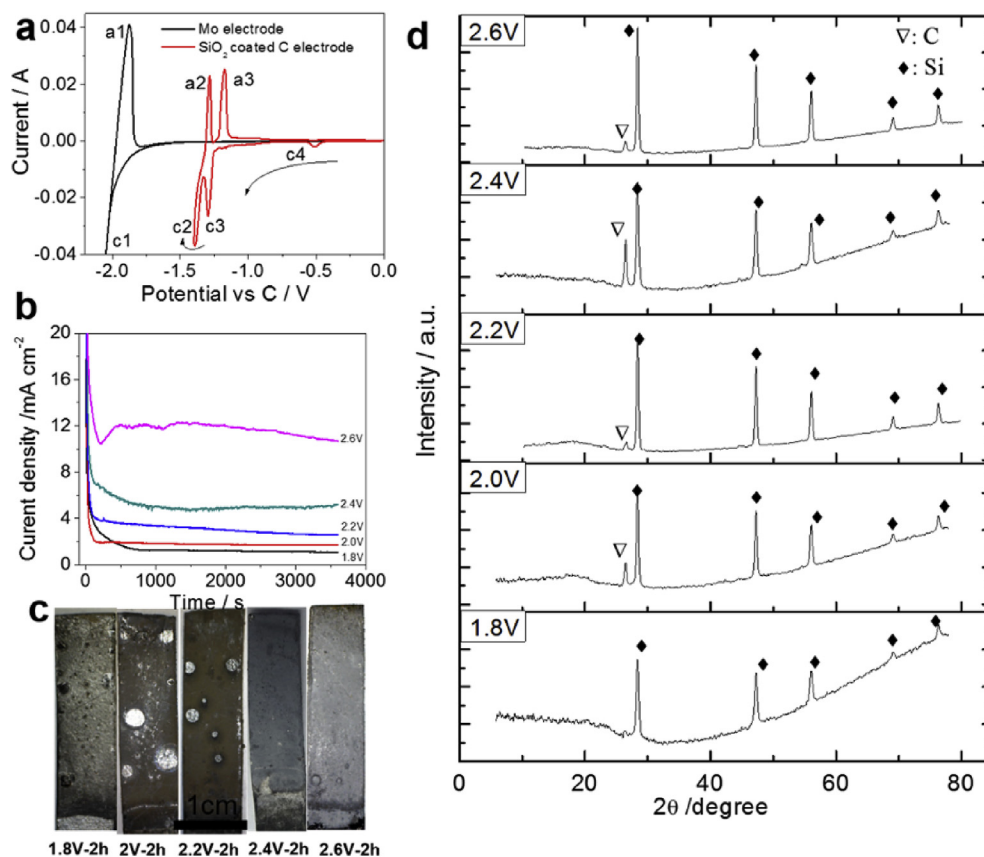 a
Mo electrode
SiO₂ coated C electrode
a1
a2
a3
c4
c2
c3
c1
Current / A
0.04
0.02
0.00
-0.02
-0.04
-2.0
-1.5
-1.0
-0.5
0.0
Potential vs C / V
b
Curent density /mA cm⁻²
20
16
12
8
4
0
2.6V
2.4V
2.2V
2.0V
1.8V
0
1000
2000
3000
4000
Time / s
c
1cm
1.8V-2h
2V-2h
2.2V-2h
2.4V-2h
2.6V-2h
d
2.6V
▽: C
◆: Si
C
2.4V
C
2.2V
C
2.0V
C
1.8V
Intensity / a.u.
0
20
40
60
80
2θ /degree